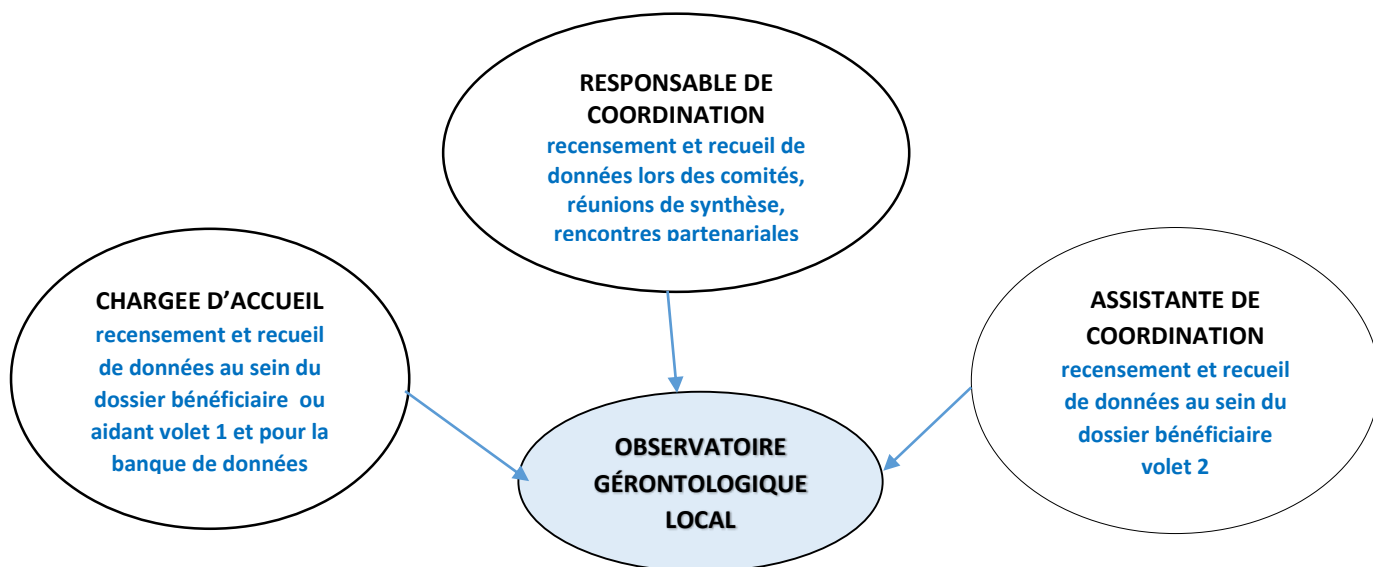 RESPONSABLE DE
COORDINATION
recensement et recueil de
données lors des comités,
réunions de synthèse,
rencontres partenariales
CHARGEE D’ACCUEIL
recensement et recueil
de données au sein du
dossier bénéficiaire ou
aidant volet 1 et pour la
banque de données
ASSISTANTE DE
COORDINATION
recensement et recueil
de données au sein du
dossier bénéficiaire
volet 2
OBSERVATOIRE
GÉRONTOLOGIQUE
LOCAL